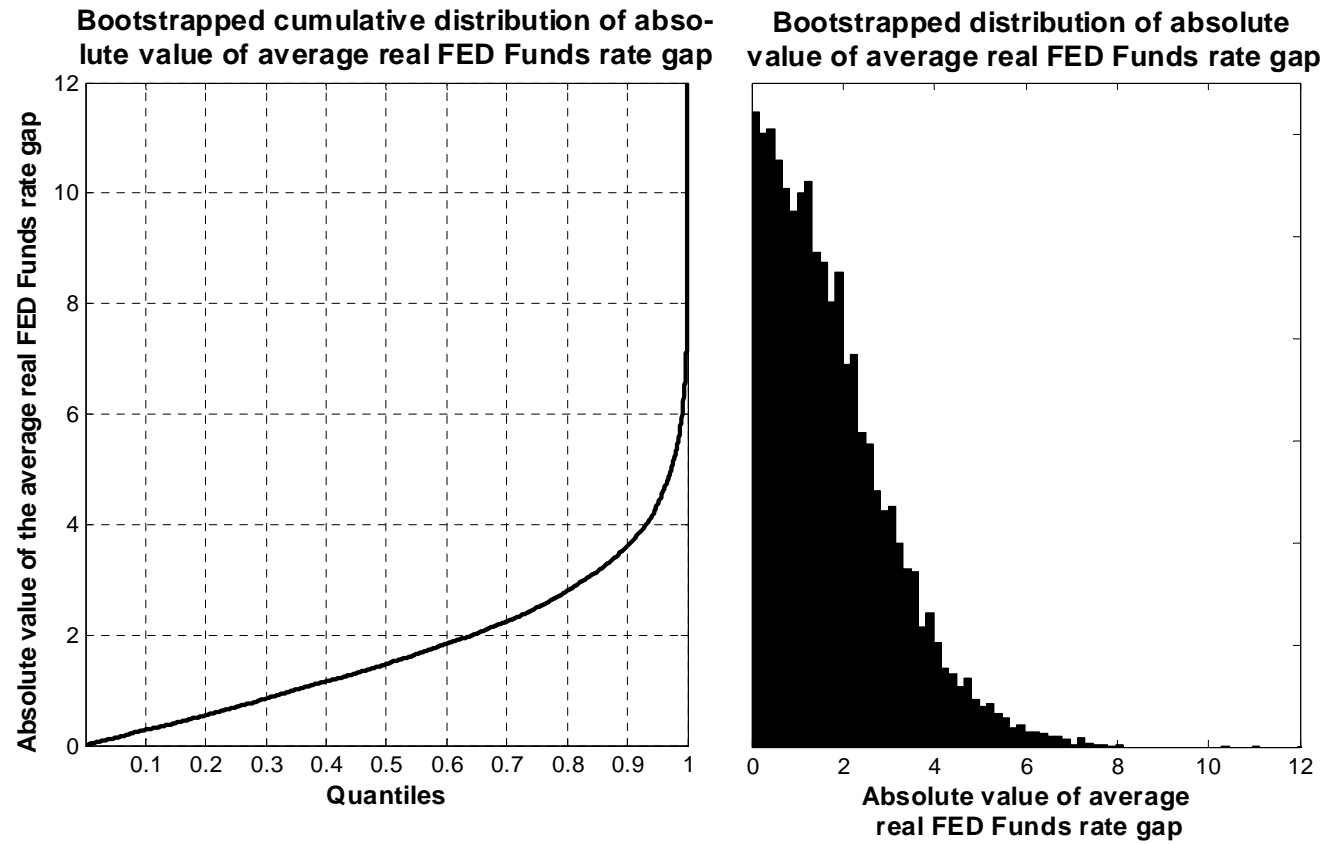 Bootstrapped cumulative distribution of abso-
lute value of average real FED Funds rate gap
Absolute value of the average real FED Funds rate gap
12
10
8
6
4
2
0
0.1 0.2 0.3 0.4 0.5 0.6 0.7 0.8 0.9 1
Quantiles
Bootstrapped distribution of absolute
value of average real FED Funds rate gap
0 2 4 6 8 10 12
Absolute value of average
real FED Funds rate gap